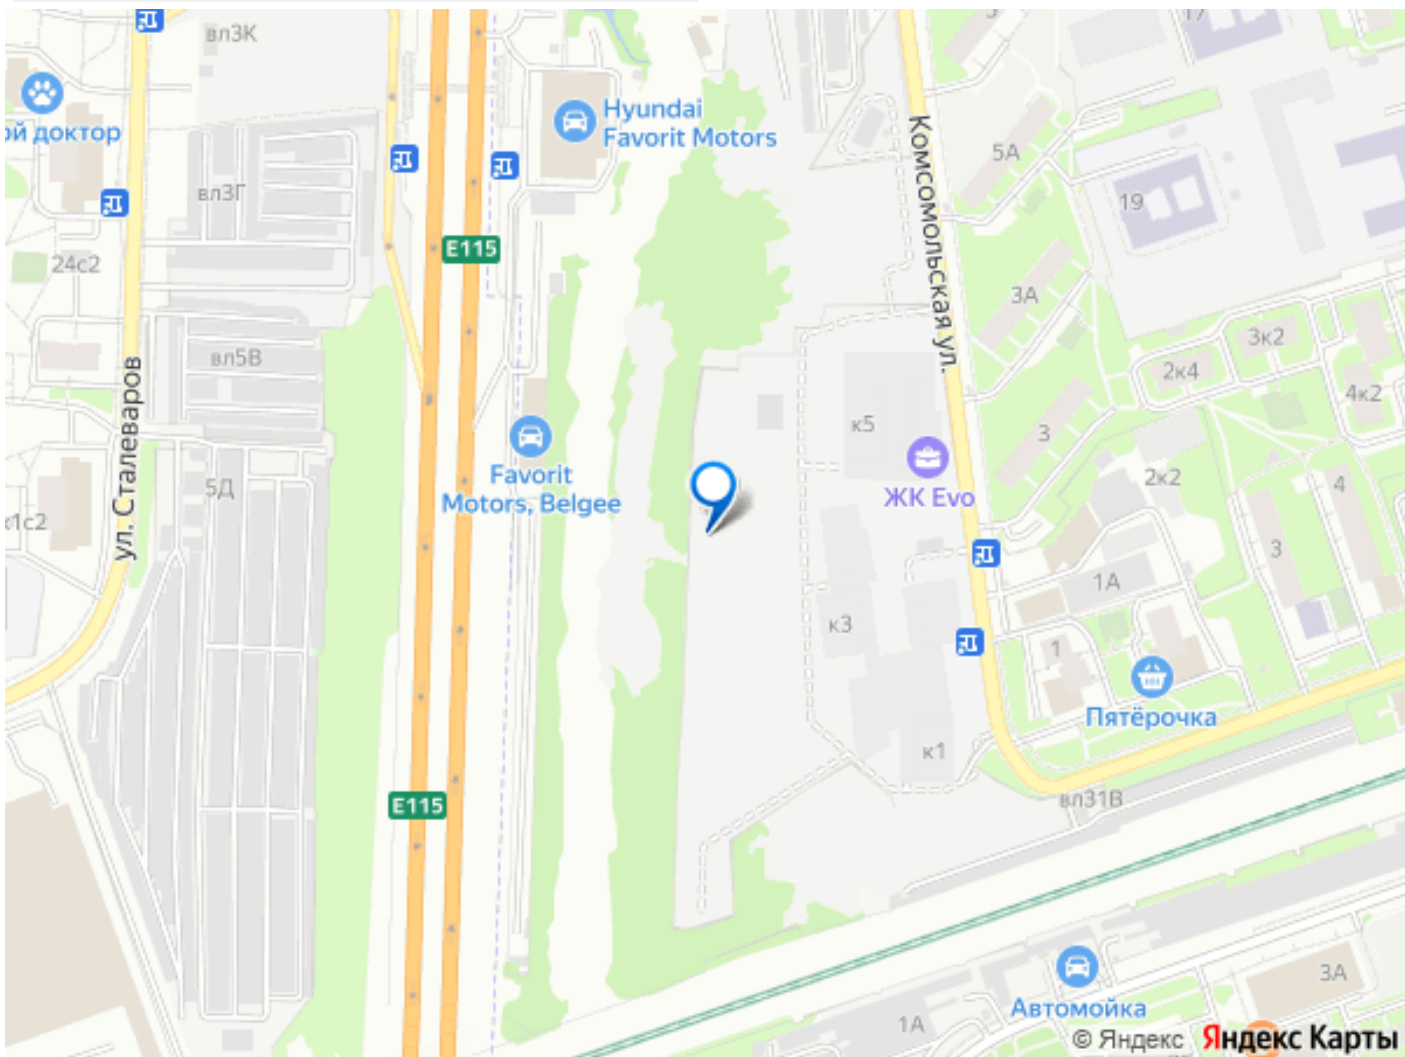 вл3К
17
5
ой доктор
Hyundai
Favorit Motors
Комсомольская ул.
5А
19
вл3Г
E115
24с2
3А
3к2
2к4
4к2
вл5В
ул. Сталеваров
к5
3
Favorit
Motors, Belgee
ЖК Evo
2к2
4
5Д
к1с2
3
1А
к3
1
Пятёрочка
к1
E115
вл31В
Автомойка
1А
3А
© Яндекс Яндекс Карты